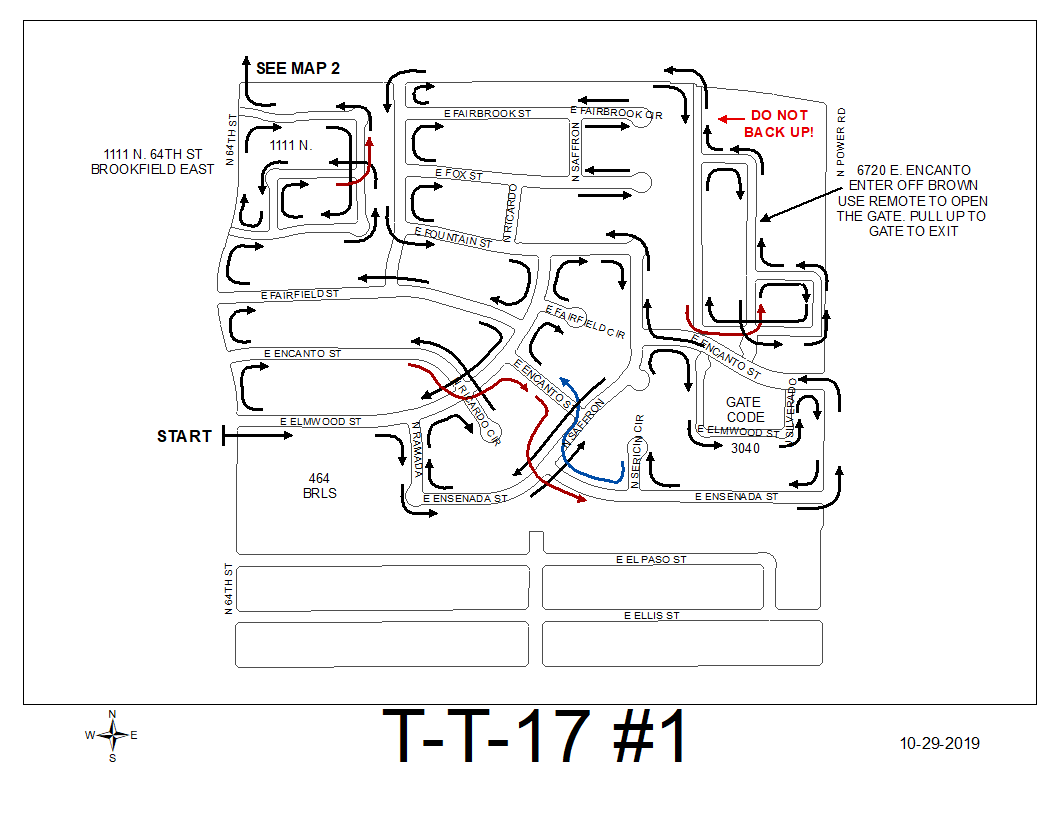 SEE MAP 2
E FAIRBROOK ST
E FAIRBROOK CIR
DO NOT
BACK UP!
N 64TH ST
1111 N.
N SAFFRON
N POWER RD
1111 N. 64TH ST
BROOKFIELD EAST
E FOX ST
6720 E. ENCANTO
ENTER OFF BROWN
USE REMOTE TO OPEN
THE GATE. PULL UP TO
GATE TO EXIT
N RICARDO
E FOUNTAIN ST
E FAIRFIELD ST
E FAIRFIELD CIR
E ENCANTO ST
E ENCANTO ST
E ENCANTO ST
N RICARDO CIR
N SAFFRON
GATE
CODE
N SILVERADO
E ELMWOOD ST
E ELMWOOD ST
3040
START
N RAMADA
N SERICIN CIR
464
BRLS
E ENSENADA ST
E ENSENADA ST
E EL PASO ST
N 64TH ST
E ELLIS ST
N
W E
S
T-T-17 #1
10-29-2019